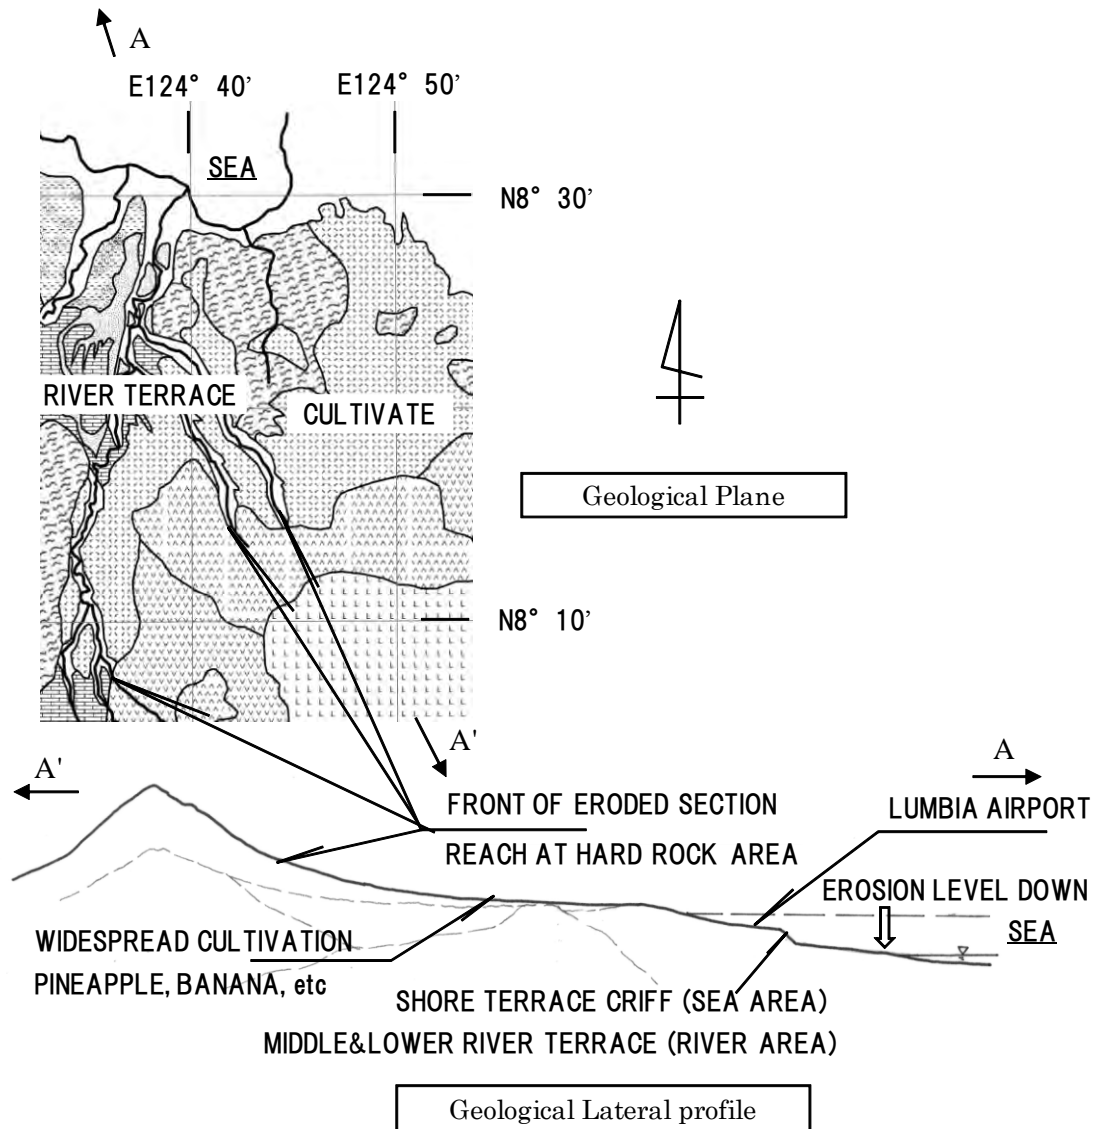 A
E124° 40' E124° 50'
SEA
N8° 30'
RIVER TERRACE
CULTIVATE
Geological Plane
N8° 10'
A' A' A
FRONT OF ERODED SECTION
REACH AT HARD ROCK AREA
LUMBIA AIRPORT
EROSION LEVEL DOWN
SEA
WIDESPREAD CULTIVATION
PINEAPPLE, BANANA, etc
SHORE TERRACE CRIFF (SEA AREA)
MIDDLE&LOWER RIVER TERRACE (RIVER AREA)
Geological Lateral profile